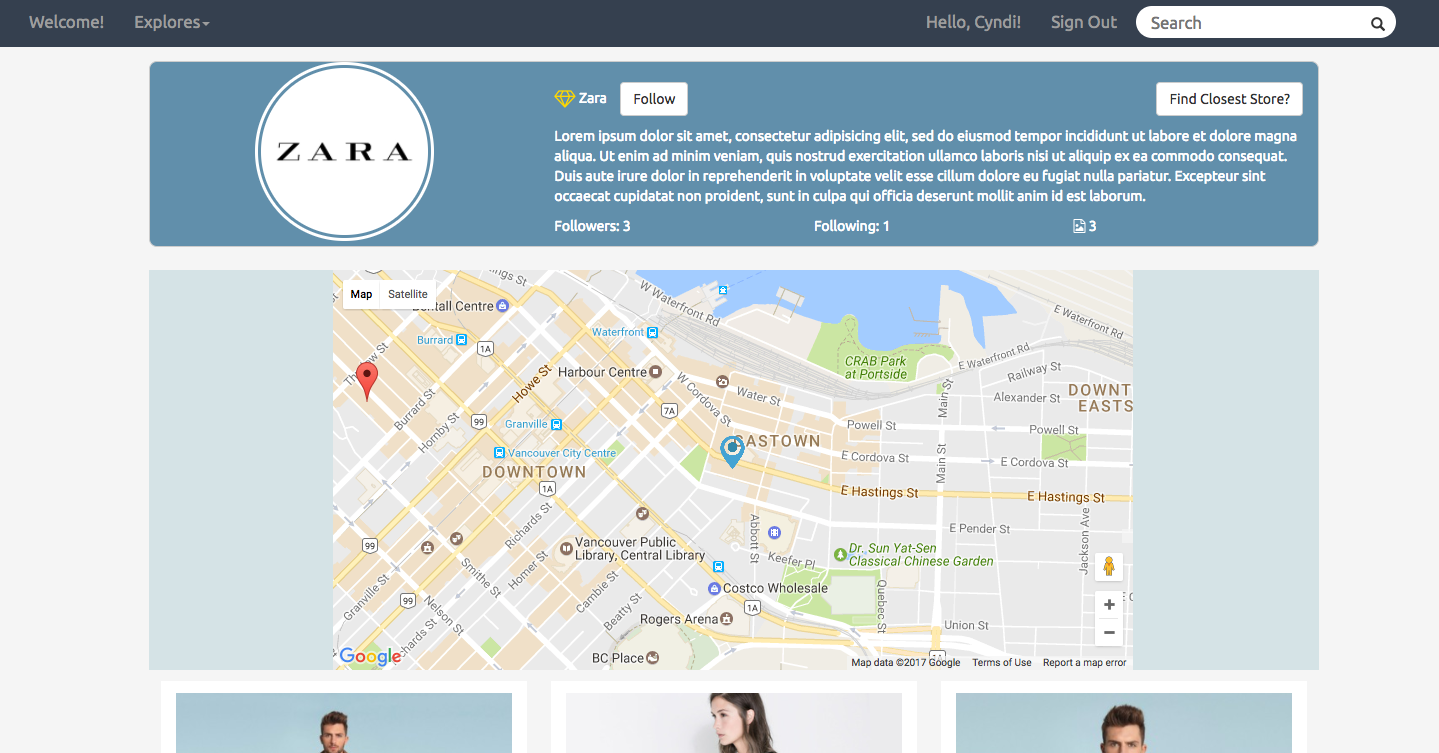 Welcome!
Explores
Hello, Cyndi!
Sign Out
Search
ZARA
Zara
Follow
Find Closest Store?
Lorem ipsum dolor sit amet, consectetur adipisicing elit, sed do eiusmod tempor incididunt ut labore et dolore magna
aliqua. Ut enim ad minim veniam, quis nostrud exercitation ullamco laboris nisi ut aliquip ex ea commodo consequat.
Duis aute irure dolor in reprehenderit in voluptate velit esse cillum dolore eu fugiat nulla pariatur. Excepteur sint
occaecat cupidatat non proident, sunt in culpa qui officia deserunt mollit anim id est laborum.
Followers: 3
Following: 1
3
Map
Satellite
Centre
W Waterfront Rd
E Waterfront Rd
Waterfront
Burrard
1A
CRAB Park
at Portside
E Waterfront Rd
Railway St
Harbour Centre
Howe St
W Cordova St
Water St
Main St
Alexander St
DOWNT
EASTS
Burrard St
Hornby St
99
7A
Granville
Powell St
Powell St
GASTOWN
Vancouver City Centre
DOWNTOWN
E Cordova St
E Cordova St
Main St
1A
E Hastings St
E Hastings St
Richards St
Abbott St
E Pender St
Jackson Ave
99
Vancouver Public
Library, Central Library
Keefer Pl
Dr. Sun Yat-Sen
Classical Chinese Garden
Smithe St
Homer St
Cambie St
Costco Wholesale
Quebec St
Granville St
99
Nelson St
Beatty St
1A
Rogers Arena
Union St
BC Place
Google
Map data ©2017 Google
Terms of Use
Report a map error